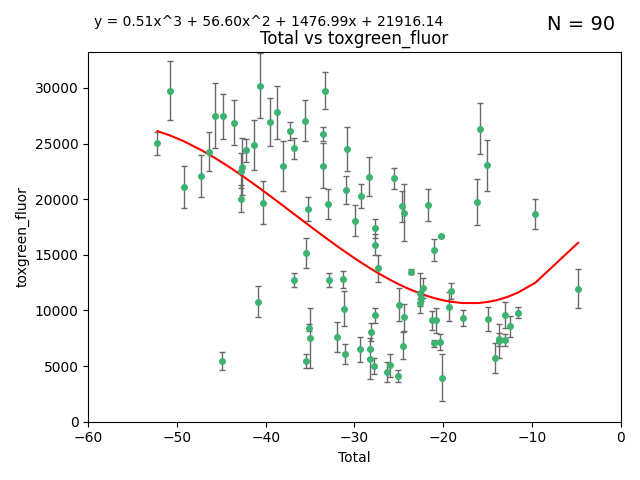 y = 0.51x^3 + 56.60x^2 + 1476.99x + 21916.14
N = 90
Total vs toxgreen_fluor
30000
25000
20000
15000
10000
5000
0
toxgreen_fluor
−60 −50 −40 −30 −20 −10 0
Total